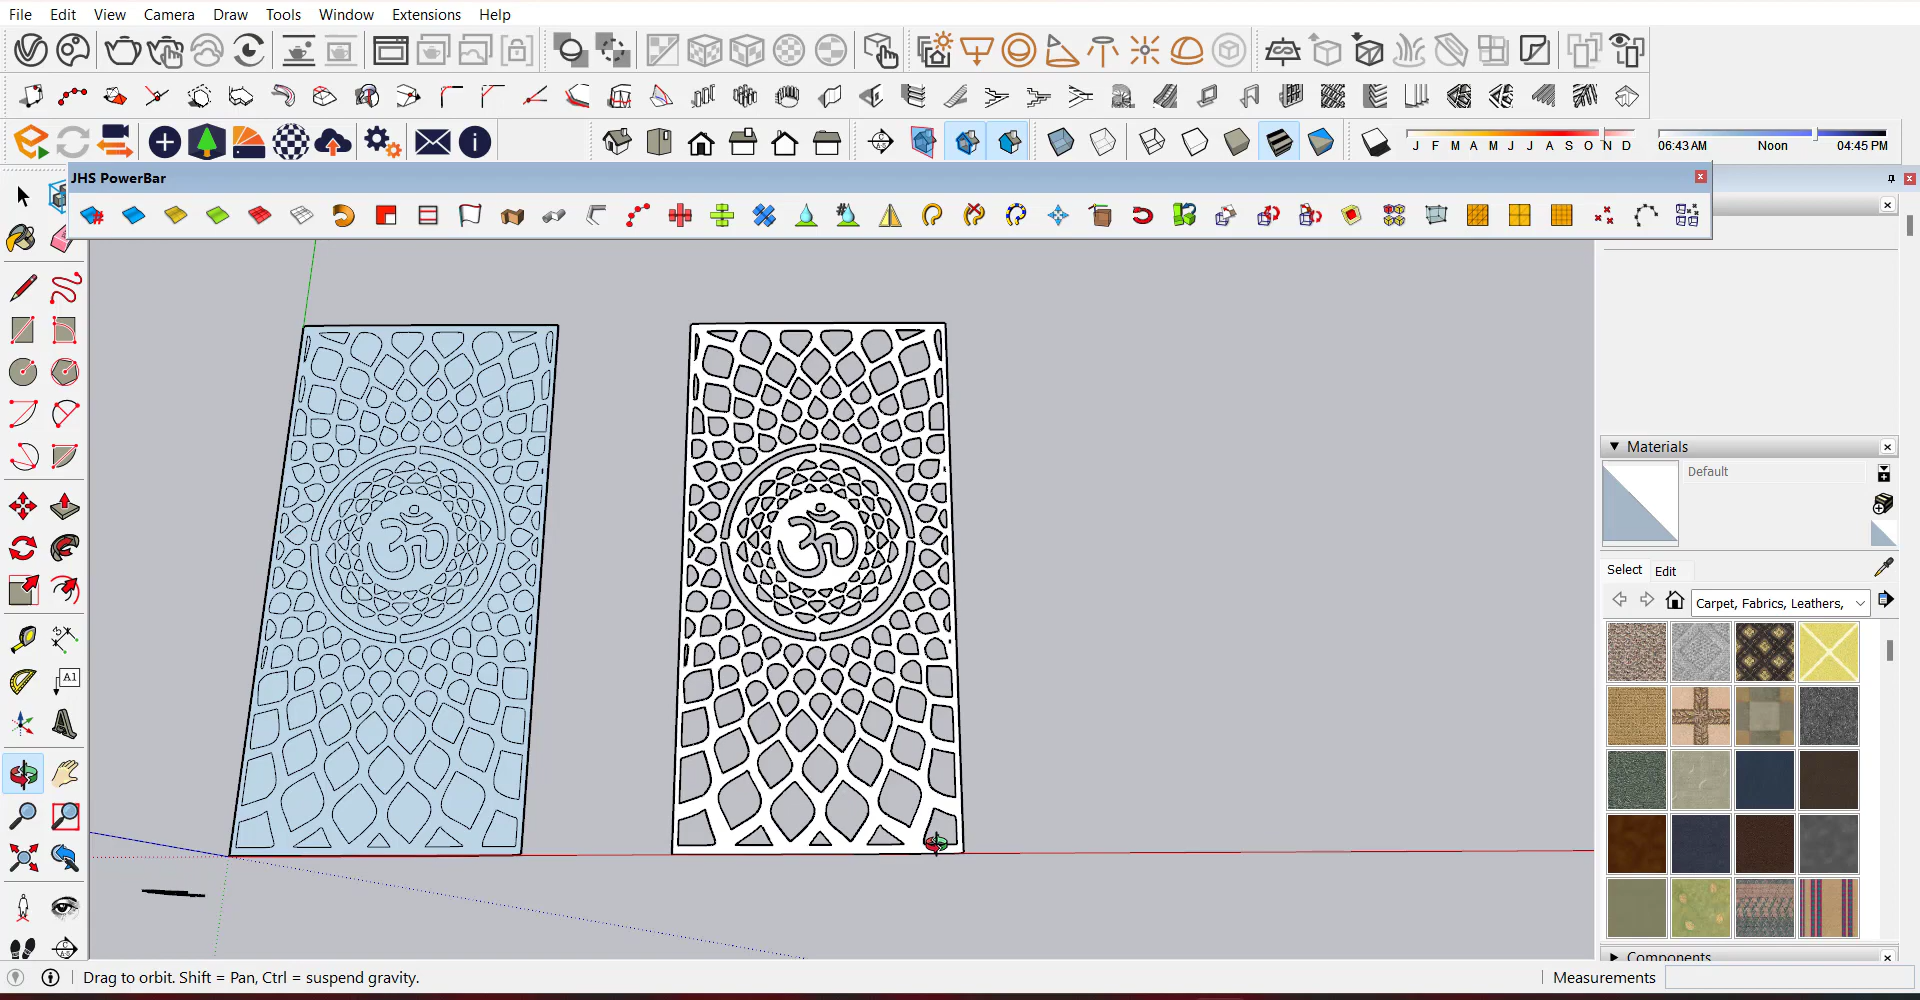 File Edit View Camera Draw Tools Window Extensions Help
J F M A M J J A S O N D
06:43 AM Noon 04:45 PM
JHS PowerBar
A1
ॐ
ॐ
Materials
Default
Select Edit
Carpet, Fabrics, Leathers,
Components
Drag to orbit. Shift = Pan, Ctrl = suspend gravity.
Measurements